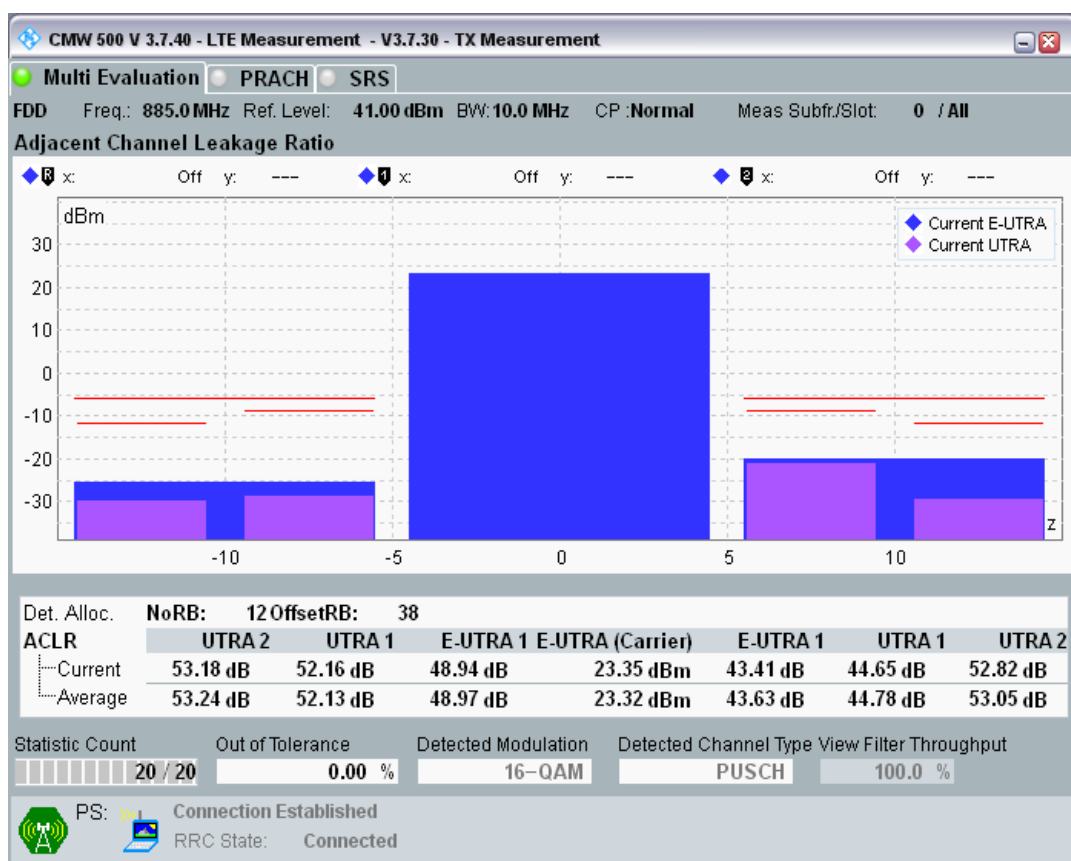 CMW 500 V 3.7.40 - LTE Measurement - V3.7.30 - TX Measurement
Multi Evaluation PRACH SRS
FDD Freq.: 885.0 MHz Ref. Level: 41.00 dBm BW: 10.0 MHz CP : Normal Meas Subfr./Slot: 0 / All
Adjacent Channel Leakage Ratio
R x: Off y: --- 1 x: Off y: --- 2 x: Off y: ---
dBm
Current E-UTRA
Current UTRA
30
20
10
0
-10
-20
-30
z
-10 -5 0 5 10
Det. Alloc. NoRB: 12 OffsetRB: 38
ACLR UTRA 2 UTRA 1 E-UTRA 1 E-UTRA (Carrier) E-UTRA 1 UTRA 1 UTRA 2
Current 53.18 dB 52.16 dB 48.94 dB 23.35 dBm 43.41 dB 44.65 dB 52.82 dB
Average 53.24 dB 52.13 dB 48.97 dB 23.32 dBm 43.63 dB 44.78 dB 53.05 dB
Statistic Count Out of Tolerance Detected Modulation Detected Channel Type View Filter Throughput
20 / 20 0.00 % 16-QAM PUSCH 100.0 %
PS: Connection Established
RRC State: Connected